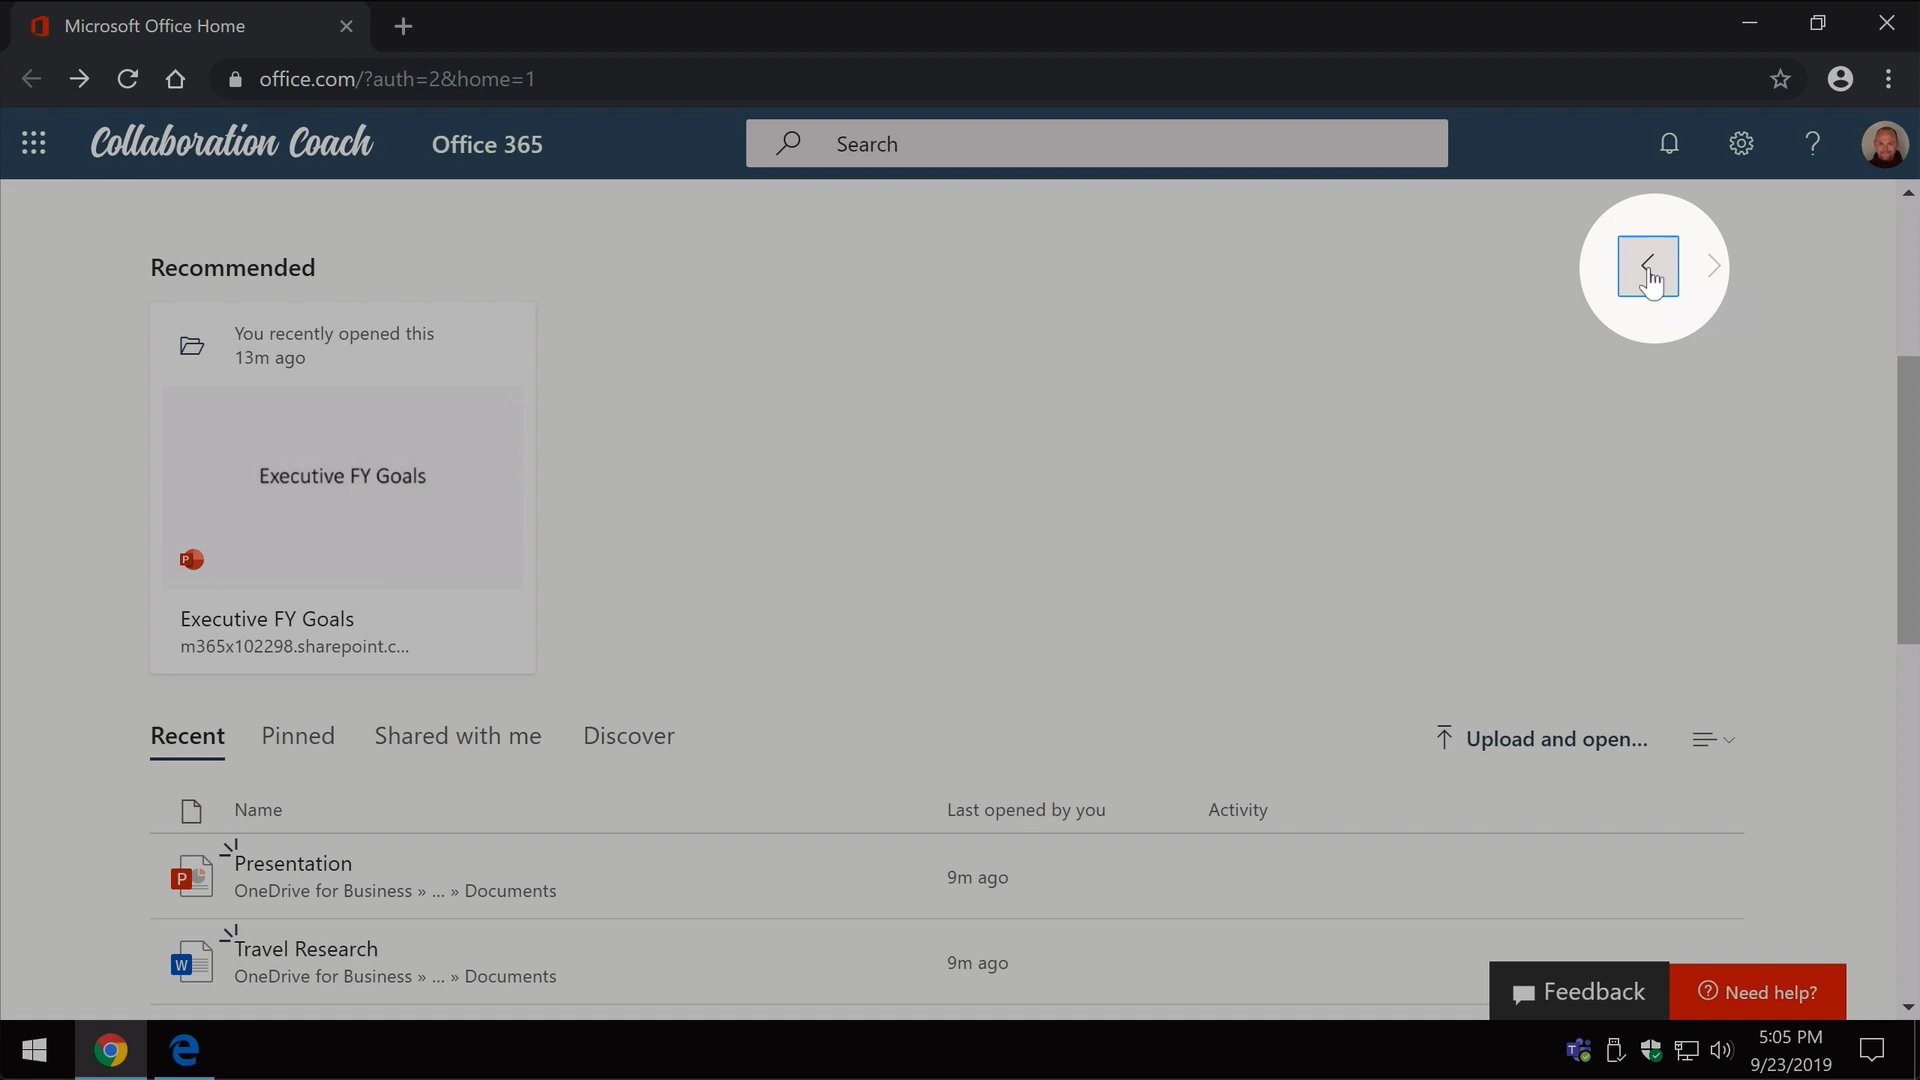 Microsoft Office Home
office.com/?auth=2&home=1
Collaboration Coach
Office 365
Search
Recommended
You recently opened this
13m ago
Executive FY Goals
P
Executive FY Goals
m365x102298.sharepoint.c...
Recent
Pinned
Shared with me
Discover
Upload and open...
Name
Last opened by you
Activity
P
Presentation
OneDrive for Business » ... » Documents
9m ago
W
Travel Research
OneDrive for Business » ... » Documents
9m ago
Feedback
Need help?
5:05 PM
9/23/2019